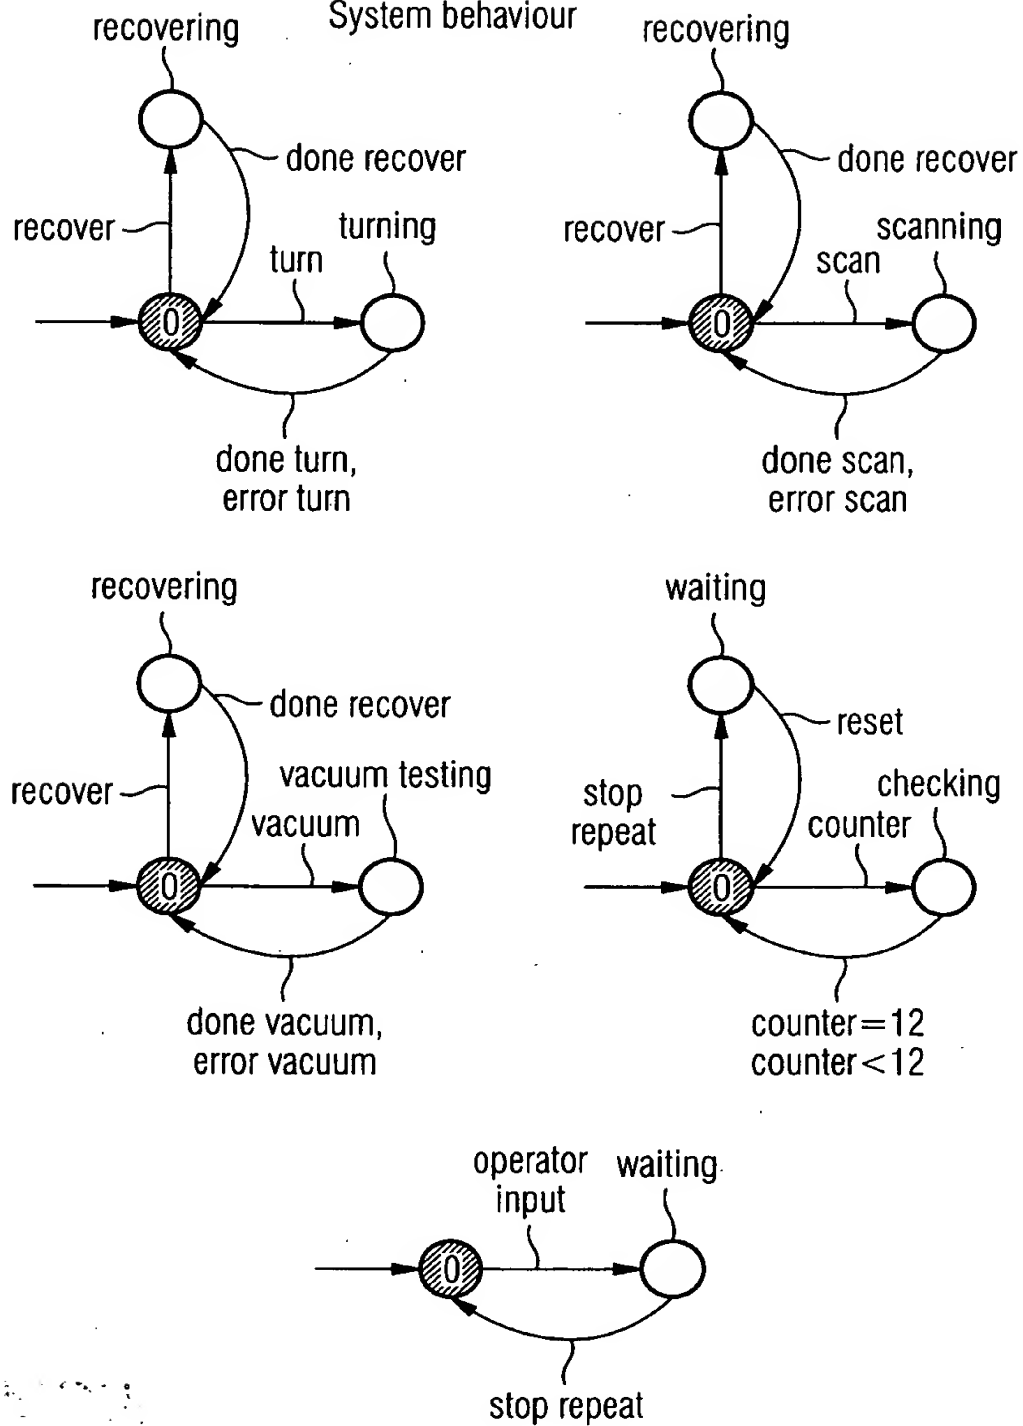 System behaviour
recovering
done recover
recover
turning
turn
0
done turn,
error turn
recovering
done recover
recover
scanning
scan
0
done scan,
error scan
recovering
done recover
recover
vacuum testing
vacuum
0
done vacuum,
error vacuum
waiting
reset
stop
repeat
checking
counter
0
counter=12
counter<12
operator
input
waiting
0
stop repeat